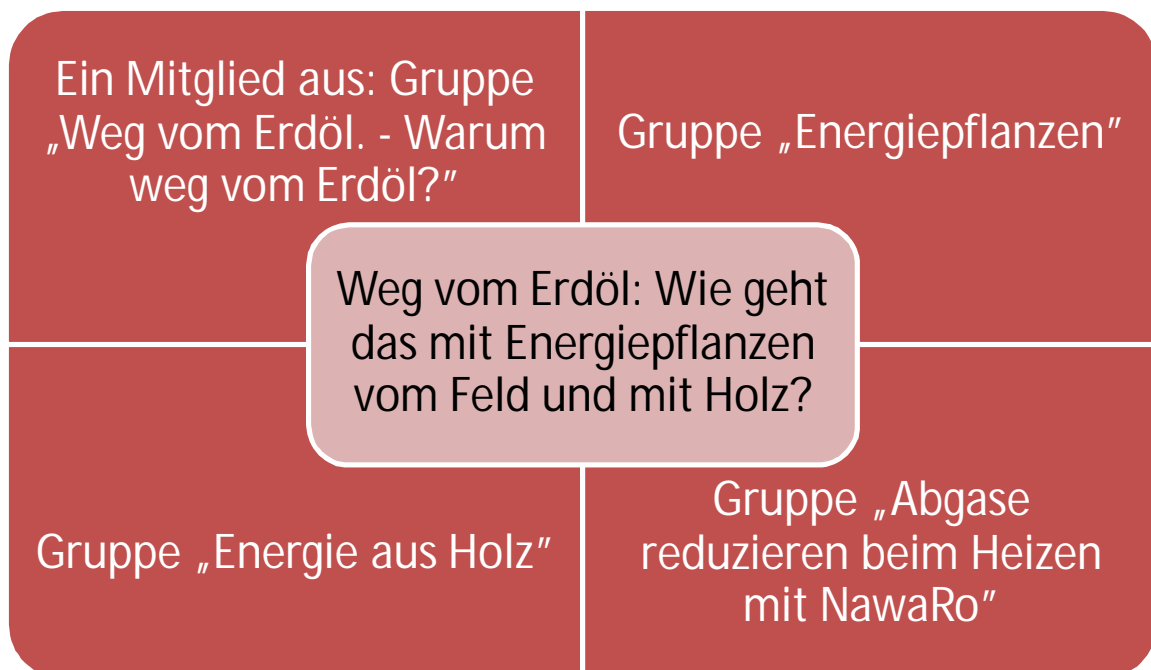 Ein Mitglied aus: Gruppe
„Weg vom Erdöl. - Warum
weg vom Erdöl?”
Gruppe „Energiepflanzen”
Weg vom Erdöl: Wie geht
das mit Energiepflanzen
vom Feld und mit Holz?
Gruppe „Energie aus Holz”
Gruppe „Abgase
reduzieren beim Heizen
mit NawaRo”